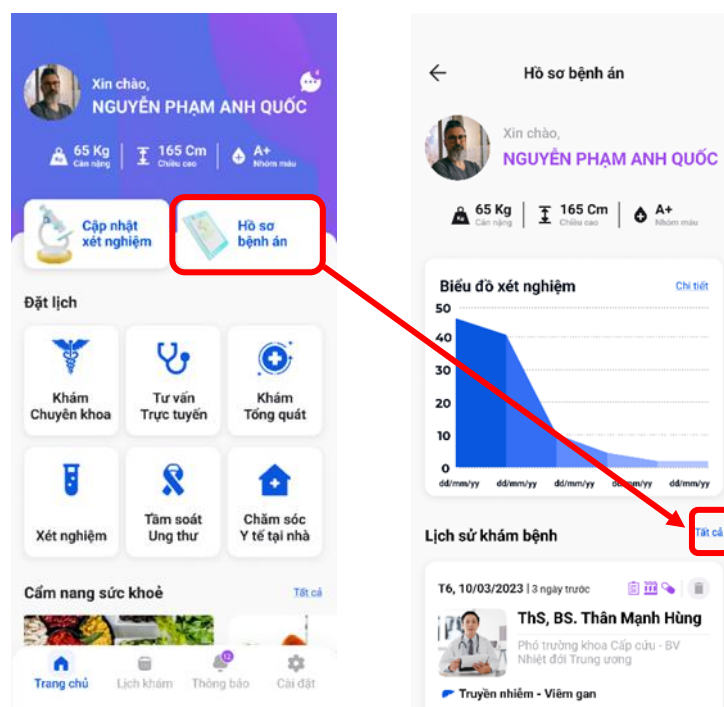 Xin chào,
NGUYỄN PHẠM ANH QUỐC
65 Kg
Cân nặng
165 Cm
Chiều cao
A+
Nhóm máu
Cập nhật
xét nghiệm
Hồ sơ
bệnh án
Đặt lịch
Khám
Chuyên khoa
Tư vấn
Trực tuyến
Khám
Tổng quát
Xét nghiệm
Tầm soát
Ung thư
Chăm sóc
Y tế tại nhà
Cẩm nang sức khoẻ
Tất cả
Trang chủ
Lịch khám
12
Thông báo
Cài đặt
Hồ sơ bệnh án
Xin chào,
NGUYỄN PHẠM ANH QUỐC
65 Kg
Cân nặng
165 Cm
Chiều cao
A+
Nhóm máu
Biểu đồ xét nghiệm
Chi tiết
50
40
30
20
10
0
dd/mm/yy dd/mm/yy dd/mm/yy dd/mm/yy dd/mm/yy
Lịch sử khám bệnh
Tất cả
T6, 10/03/2023 | 3 ngày trước
ThS, BS. Thân Mạnh Hùng
Phó trưởng khoa Cấp cứu - BV
Nhiệt đới Trung ương
Truyền nhiễm - Viêm gan